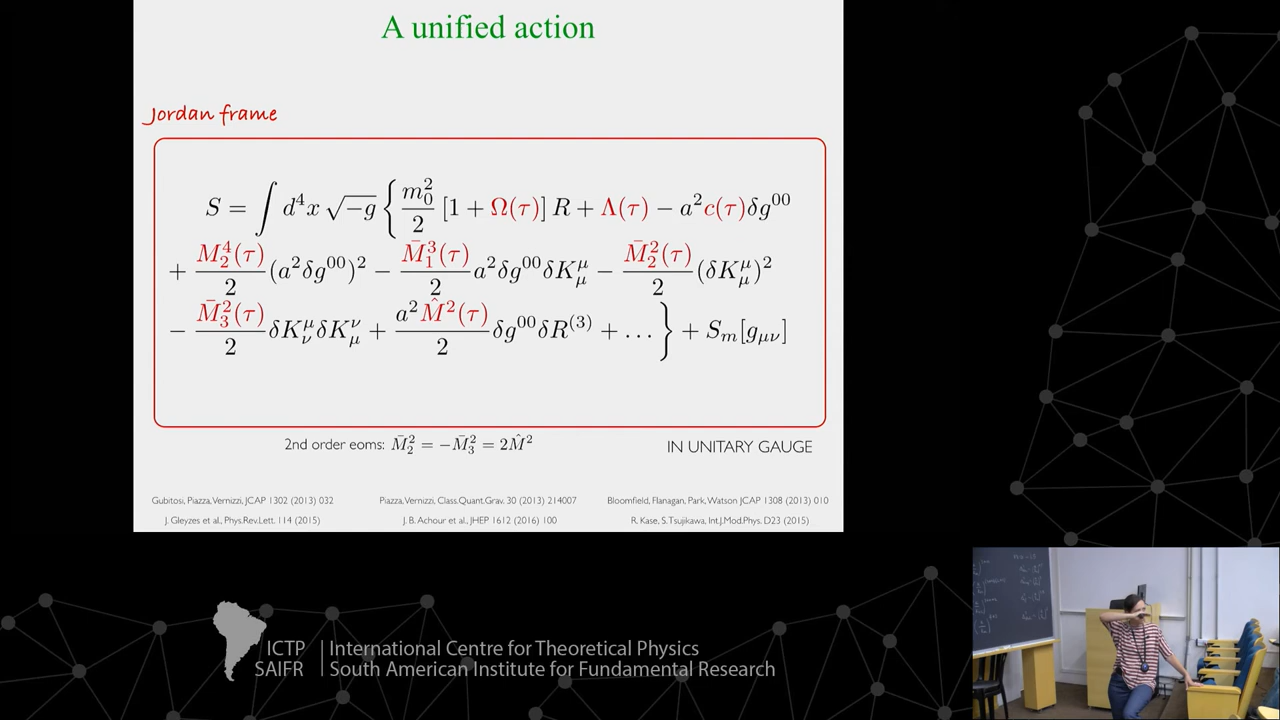 A unified action
Jordan frame
S = ∫ d⁴x √−g { m₀²/2 [1 + Ω(τ)] R + Λ(τ) − a²c(τ)δg⁰⁰
+ M₂⁴(τ)/2 (a²δg⁰⁰)² − M̄₁³(τ)/2 a²δg⁰⁰δK^μ_μ − M̄₂²(τ)/2 (δK^μ_μ)²
− M̄₃²(τ)/2 δK^μ_ν δK^ν_μ + a²M̂²(τ)/2 δg⁰⁰δR⁽³⁾ + … } + S_m[g_μν]
2nd order eoms: M̄₂² = −M̄₃² = 2M̂²
IN UNITARY GAUGE
Gubitosi, Piazza, Vernizzi, JCAP 1302 (2013) 032
Piazza, Vernizzi, Class.Quant.Grav. 30 (2013) 214007
Bloomfield, Flanagan, Park, Watson JCAP 1308 (2013) 010
J. Gleyzes et al., Phys.Rev.Lett. 114 (2015)
J. B. Achour et al., JHEP 1612 (2016) 100
R. Kase, S. Tsujikawa, Int.J.Mod.Phys. D23 (2015)
ICTP
International Centre for Theoretical Physics
SAIFR
South American Institute for Fundamental Research